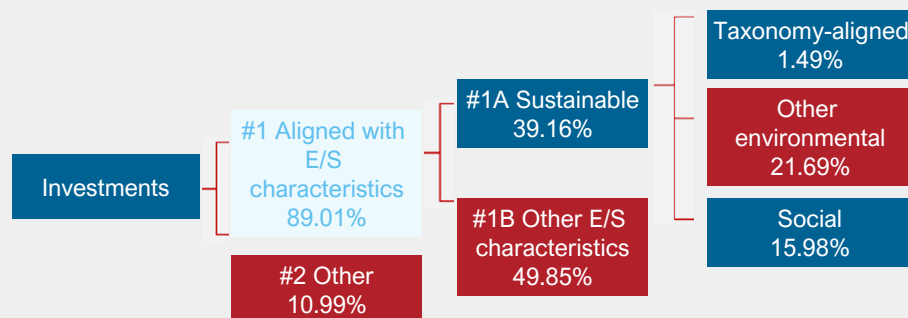 Investments
#1 Aligned with
E/S
characteristics
89.01%
#2 Other
10.99%
#1A Sustainable
39.16%
#1B Other E/S
characteristics
49.85%
Taxonomy-aligned
1.49%
Other
environmental
21.69%
Social
15.98%